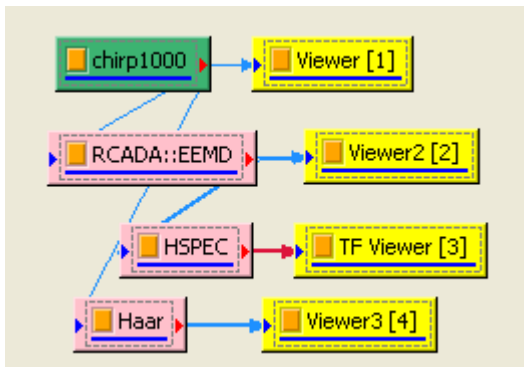 chirp1000
Viewer [1]
RCADA::EEMD
Viewer2 [2]
HSPEC
TF Viewer [3]
Haar
Viewer3 [4]